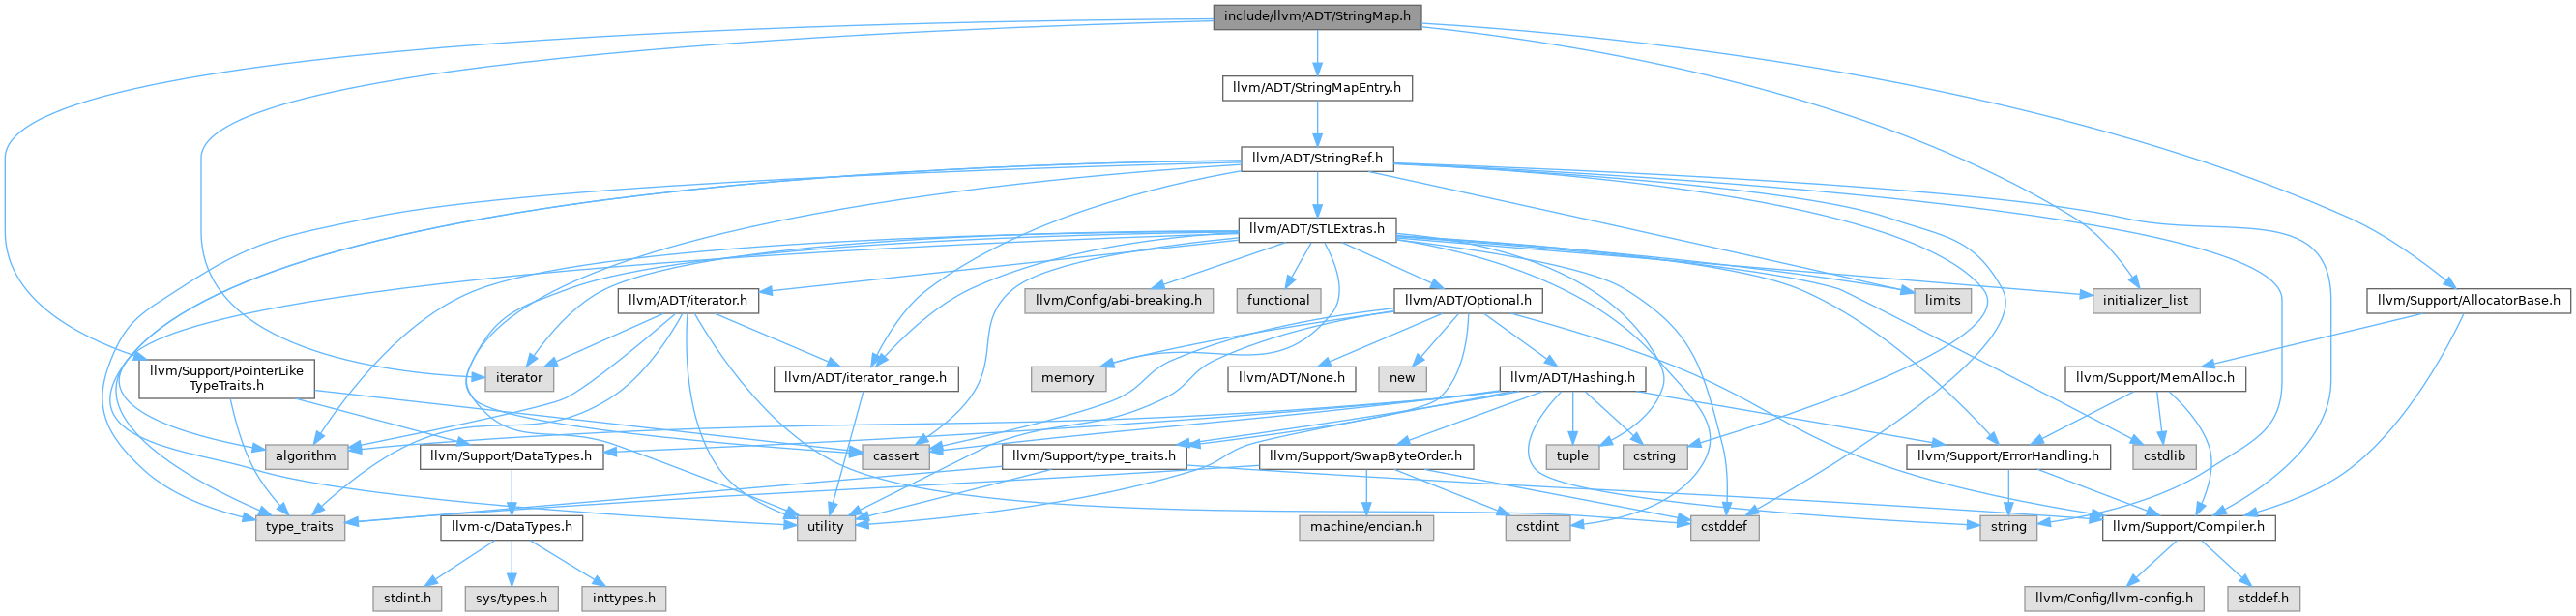 include/llvm/ADT/StringMap.h
llvm/ADT/StringMapEntry.h
llvm/ADT/StringRef.h
llvm/ADT/STLExtras.h
llvm/ADT/iterator.h
llvm/Config/abi-breaking.h
functional
llvm/ADT/Optional.h
limits
initializer_list
llvm/Support/AllocatorBase.h
llvm/Support/PointerLike
TypeTraits.h
iterator
llvm/ADT/iterator_range.h
memory
llvm/ADT/None.h
new
llvm/ADT/Hashing.h
llvm/Support/MemAlloc.h
algorithm
llvm/Support/DataTypes.h
cassert
llvm/Support/type_traits.h
llvm/Support/SwapByteOrder.h
tuple
cstring
llvm/Support/ErrorHandling.h
cstdlib
type_traits
llvm-c/DataTypes.h
utility
machine/endian.h
cstdint
cstddef
string
llvm/Support/Compiler.h
stdint.h
sys/types.h
inttypes.h
llvm/Config/llvm-config.h
stddef.h